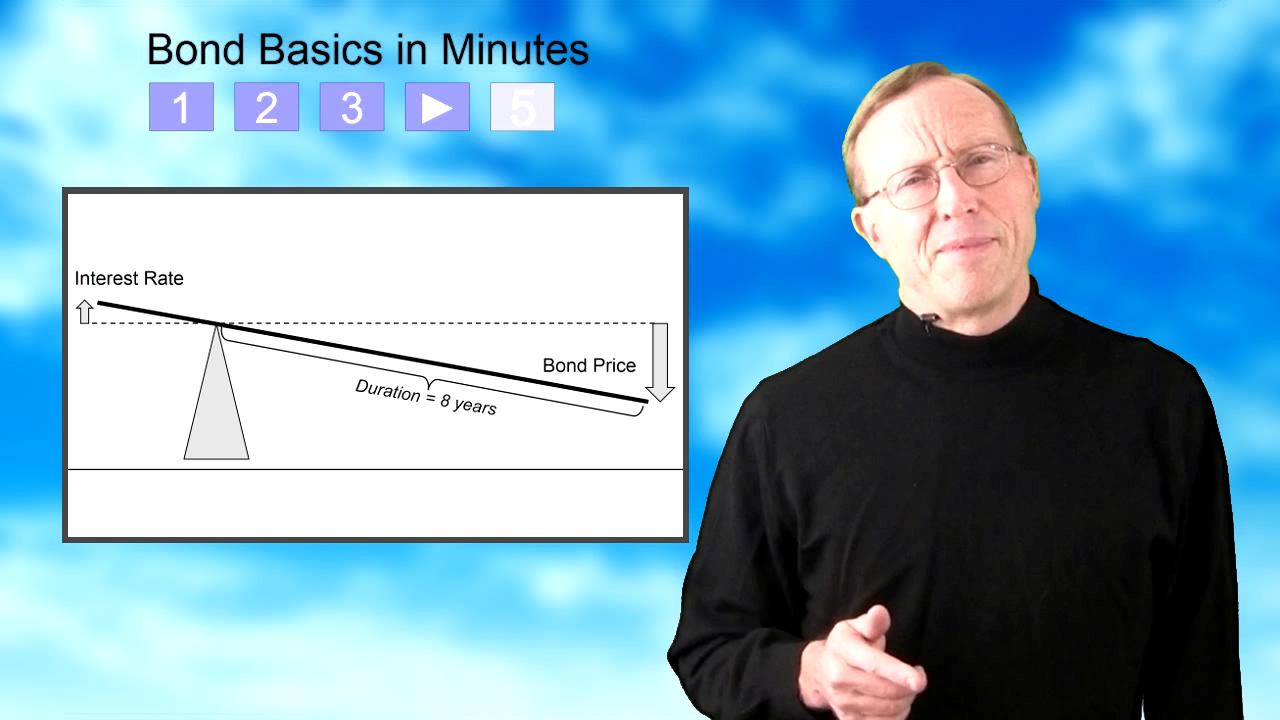 Bond Basics in Minutes
1 2 3 5
Interest Rate
Bond Price
Duration = 8 years